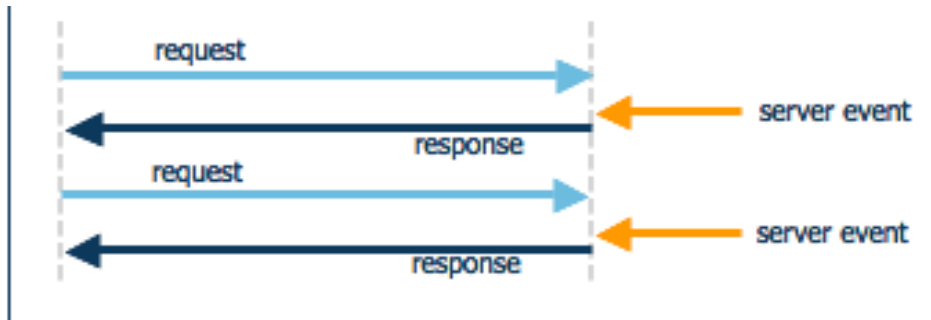 request
server event
response
request
server event
response